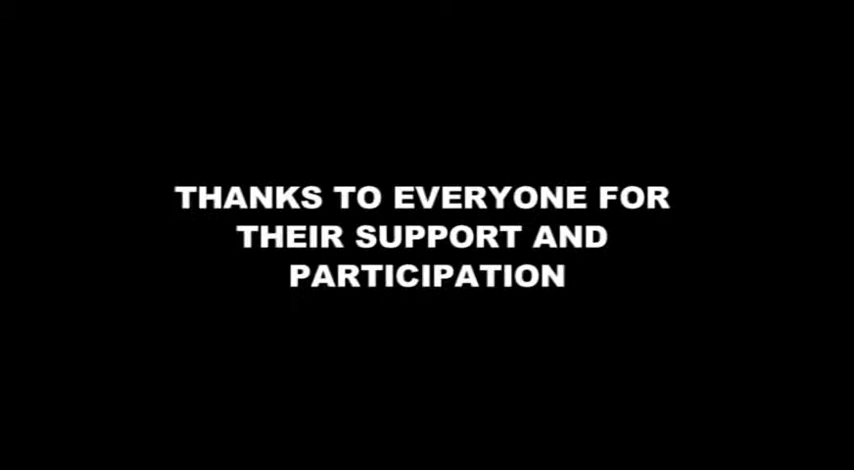 THANKS TO EVERYONE FOR
THEIR SUPPORT AND
PARTICIPATION